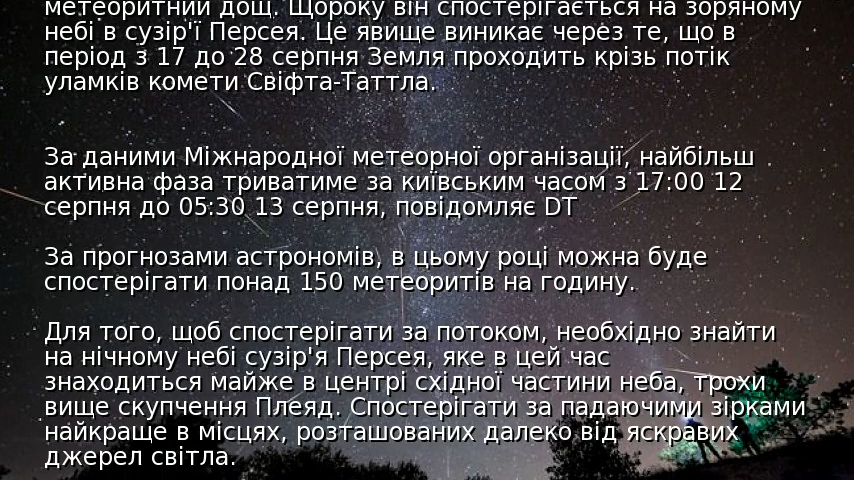 метеоритний дощ. Щороку він спостерігається на зоряному
небі в сузір'ї Персея. Це явище виникає через те, що в
період з 17 до 28 серпня Земля проходить крізь потік
уламків комети Свіфта-Таттла.
За даними Міжнародної метеорної організації, найбільш
активна фаза триватиме за київським часом з 17:00 12
серпня до 05:30 13 серпня, повідомляє DT
За прогнозами астрономів, в цьому році можна буде
спостерігати понад 150 метеоритів на годину.
Для того, щоб спостерігати за потоком, необхідно знайти
на нічному небі сузір'я Персея, яке в цей час
знаходиться майже в центрі східної частини неба, трохи
вище скупчення Плеяд. Спостерігати за падаючими зірками
найкраще в місцях, розташованих далеко від яскравих
джерел світла.